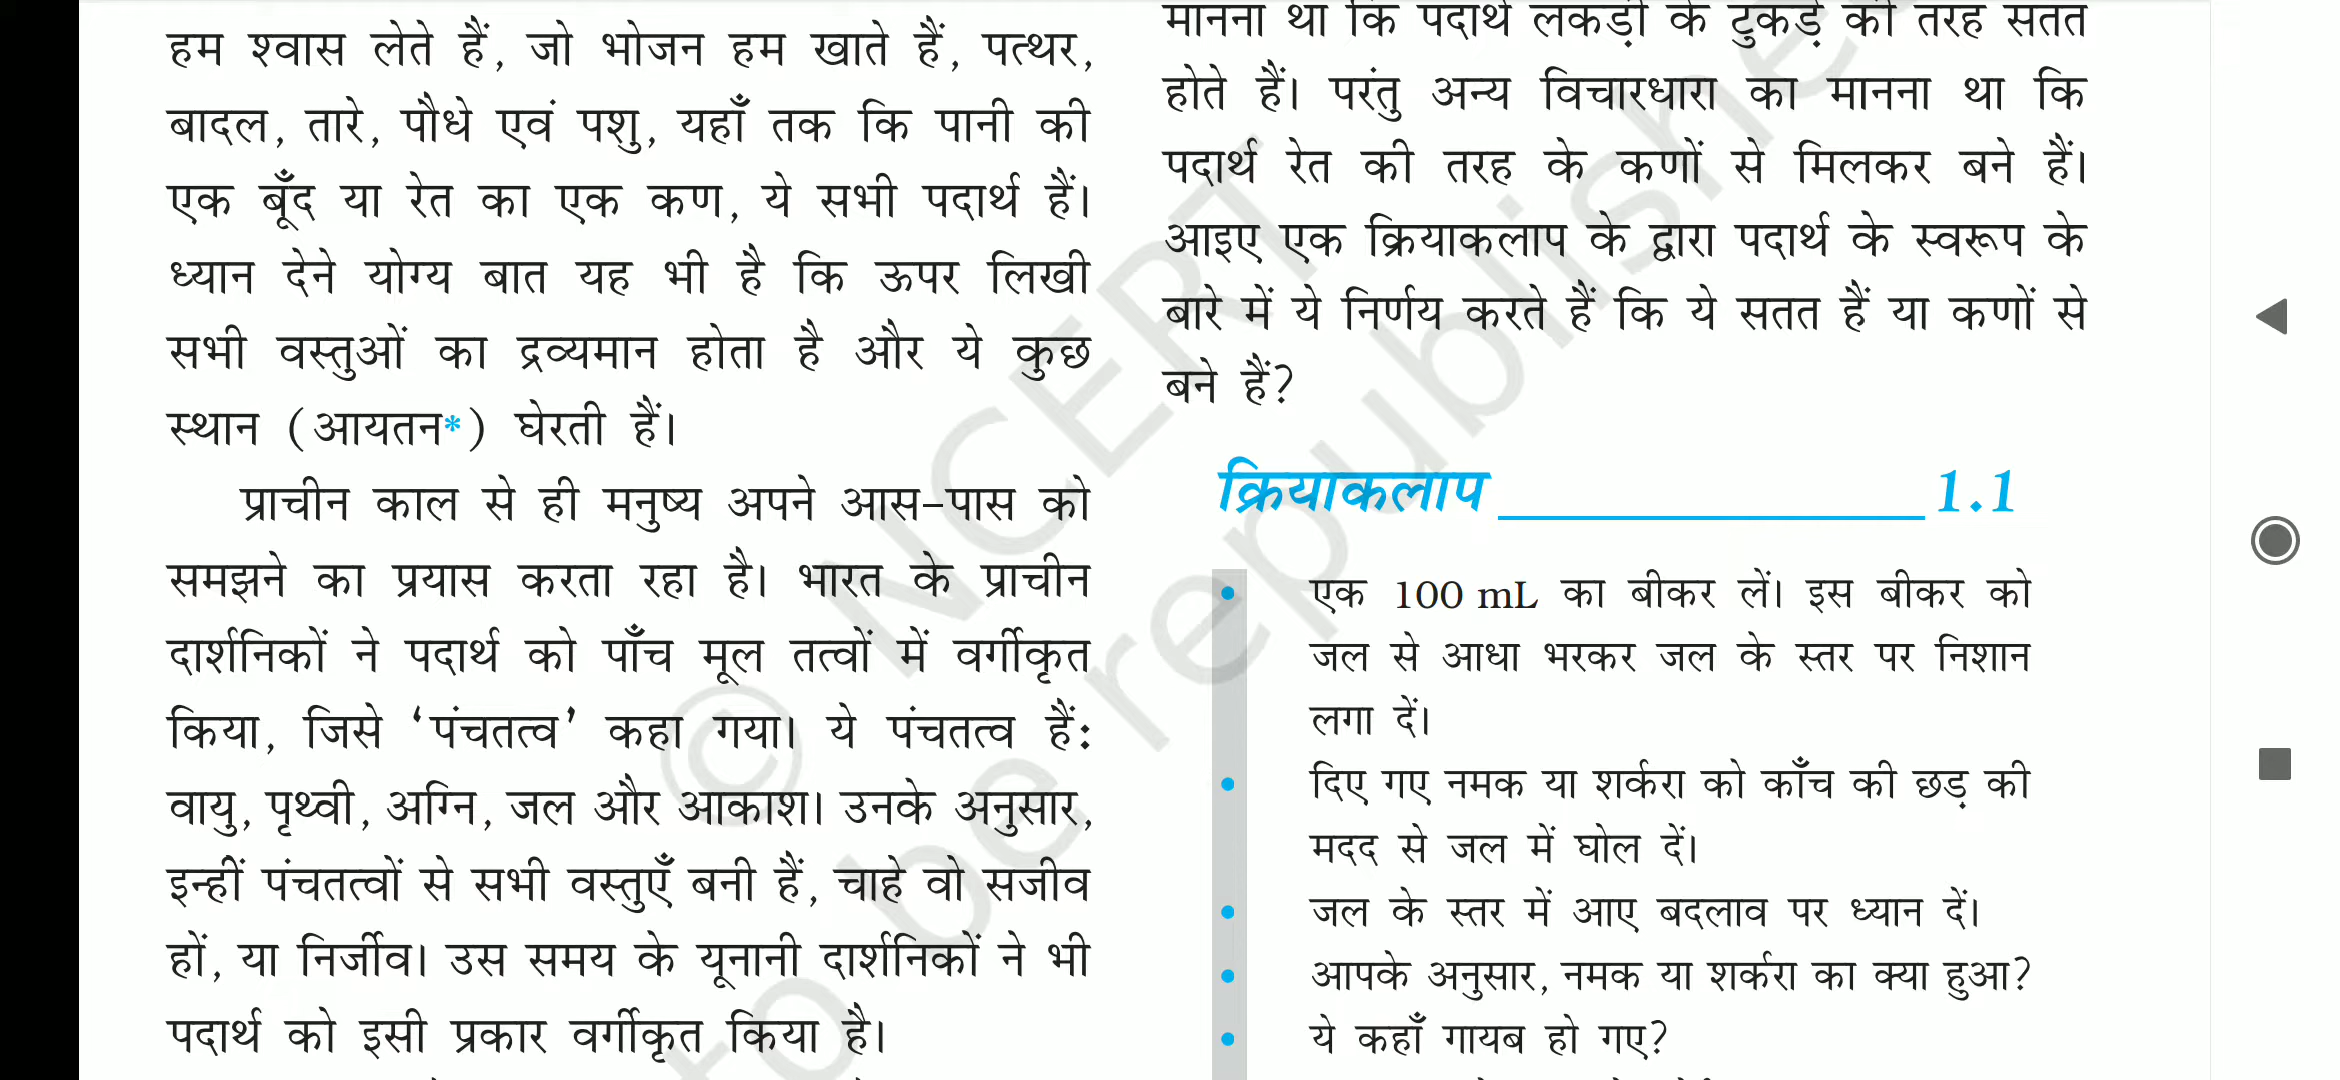 हम श्वास लेते हैं, जो भोजन हम खाते हैं, पत्थर,
बादल, तारे, पौधे एवं पशु, यहाँ तक कि पानी की
एक बूँद या रेत का एक कण, ये सभी पदार्थ हैं।
ध्यान देने योग्य बात यह भी है कि ऊपर लिखी
सभी वस्तुओं का द्रव्यमान होता है और ये कुछ
स्थान (आयतन*) घेरती हैं।
प्राचीन काल से ही मनुष्य अपने आस-पास को
समझने का प्रयास करता रहा है। भारत के प्राचीन
दार्शनिकों ने पदार्थ को पाँच मूल तत्वों में वर्गीकृत
किया, जिसे ‘पंचतत्व’ कहा गया। ये पंचतत्व हैं:
वायु, पृथ्वी, अग्नि, जल और आकाश। उनके अनुसार,
इन्हीं पंचतत्वों से सभी वस्तुएँ बनी हैं, चाहे वो सजीव
हों, या निर्जीव। उस समय के यूनानी दार्शनिकों ने भी
पदार्थ को इसी प्रकार वर्गीकृत किया है।
मानना था कि पदार्थ लकड़ी के टुकड़े की तरह सतत
होते हैं। परंतु अन्य विचारधारा का मानना था कि
पदार्थ रेत की तरह के कणों से मिलकर बने हैं।
आइए एक क्रियाकलाप के द्वारा पदार्थ के स्वरूप के
बारे में ये निर्णय करते हैं कि ये सतत हैं या कणों से
बने हैं?
क्रियाकलाप 1.1
• एक 100 mL का बीकर लें। इस बीकर को
जल से आधा भरकर जल के स्तर पर निशान
लगा दें।
• दिए गए नमक या शर्करा को काँच की छड़ की
मदद से जल में घोल दें।
• जल के स्तर में आए बदलाव पर ध्यान दें।
• आपके अनुसार, नमक या शर्करा का क्या हुआ?
• ये कहाँ गायब हो गए?
© NCERT
to be republished